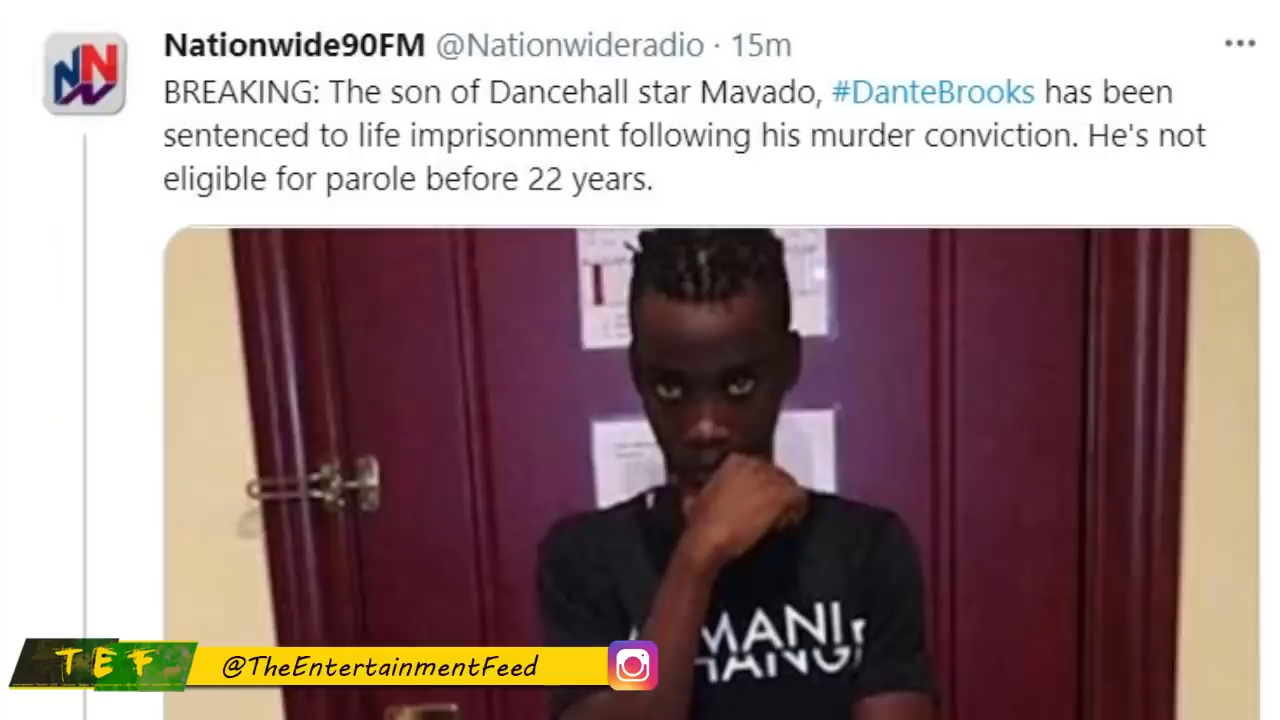 Nationwide90FM @Nationwideradio · 15m
BREAKING: The son of Dancehall star Mavado, #DanteBrooks has been
sentenced to life imprisonment following his murder conviction. He's not
eligible for parole before 22 years.
TEF
@TheEntertainmentFeed